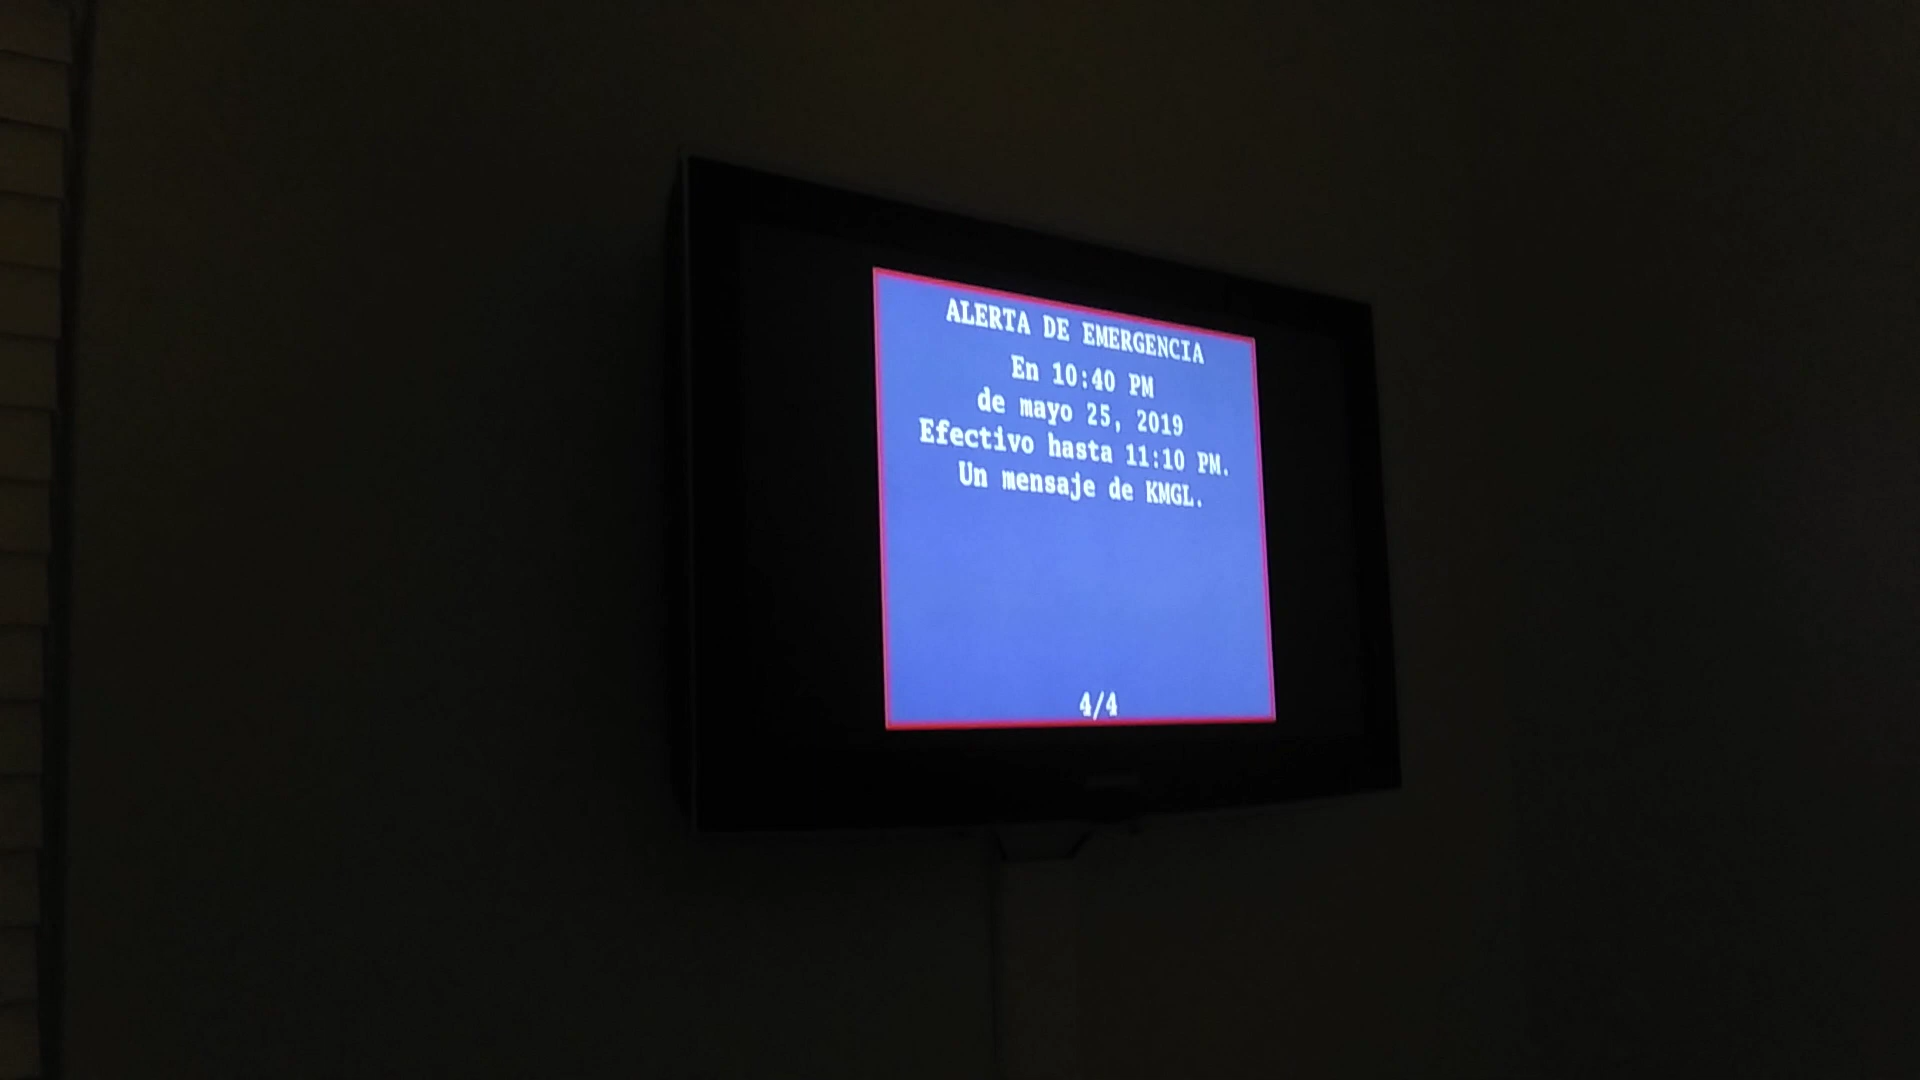 ALERTA DE EMERGENCIA
En 10:40 PM
de mayo 25, 2019
Efectivo hasta 11:10 PM.
Un mensaje de KMGL.
4/4